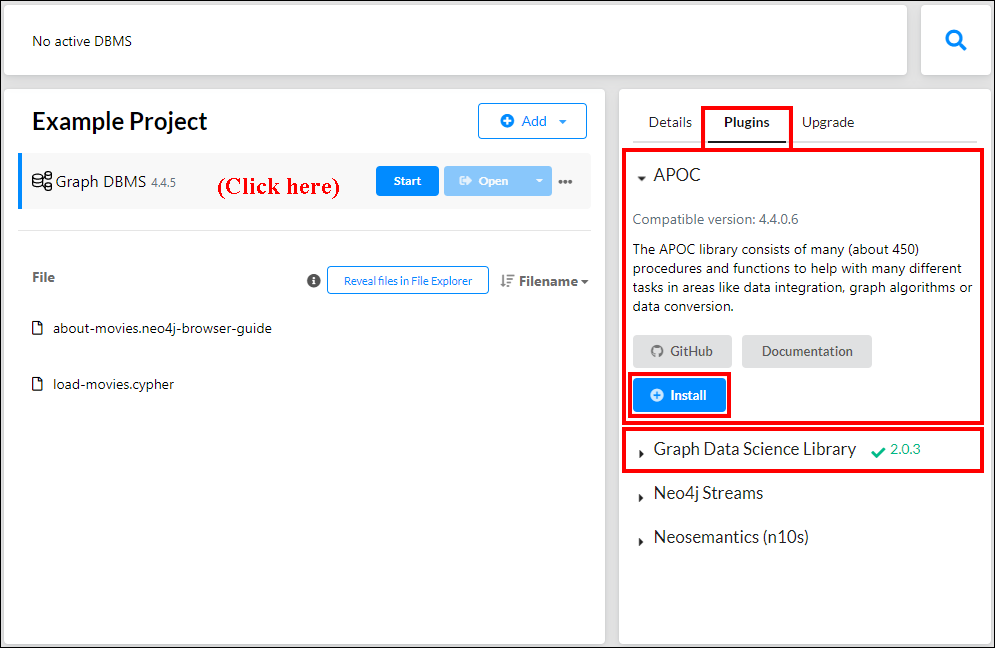 No active DBMS
Example Project
Add
Graph DBMS 4.4.5
(Click here)
Start
Open
File
Reveal files in File Explorer
Filename
about-movies.neo4j-browser-guide
load-movies.cypher
Details
Plugins
Upgrade
APOC
Compatible version: 4.4.0.6
The APOC library consists of many (about 450)
procedures and functions to help with many different
tasks in areas like data integration, graph algorithms or
data conversion.
GitHub
Documentation
Install
Graph Data Science Library 2.0.3
Neo4j Streams
Neosemantics (n10s)